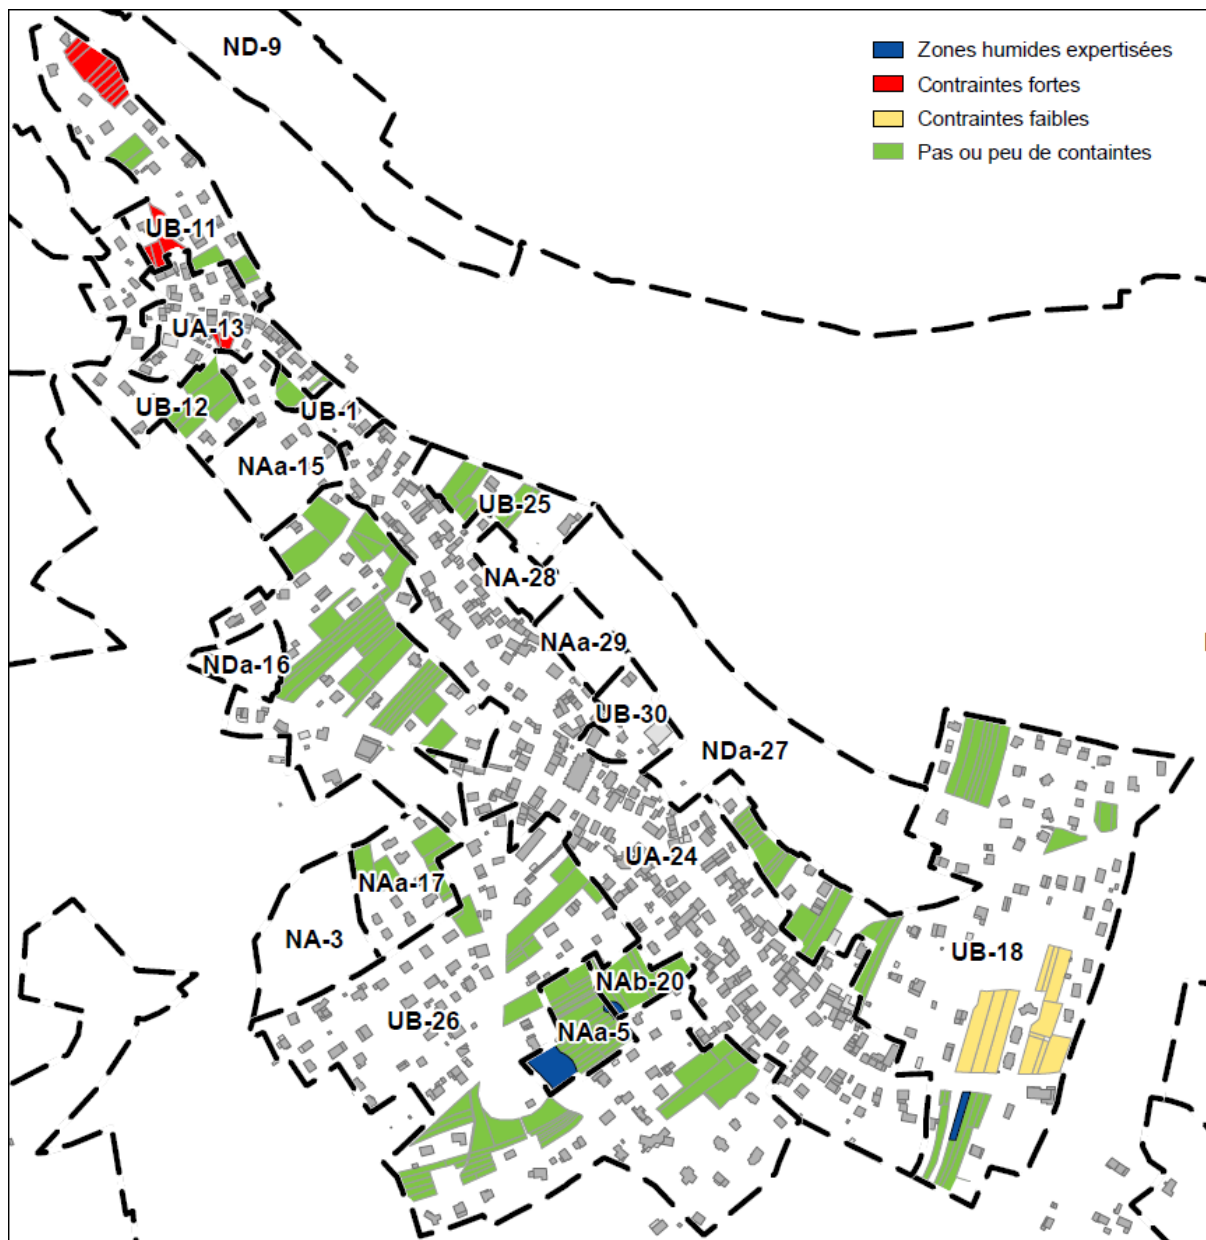 ND-9
Zones humides expertisées
Contraintes fortes
Contraintes faibles
Pas ou peu de containtes
UB-11
UA-13
UB-12
UB-1
NAa-15
UB-25
NA-28
NAa-29
NDa-16
UB-30
NDa-27
UA-24
NAa-17
NA-3
UB-18
NAb-20
UB-26
NAa-5